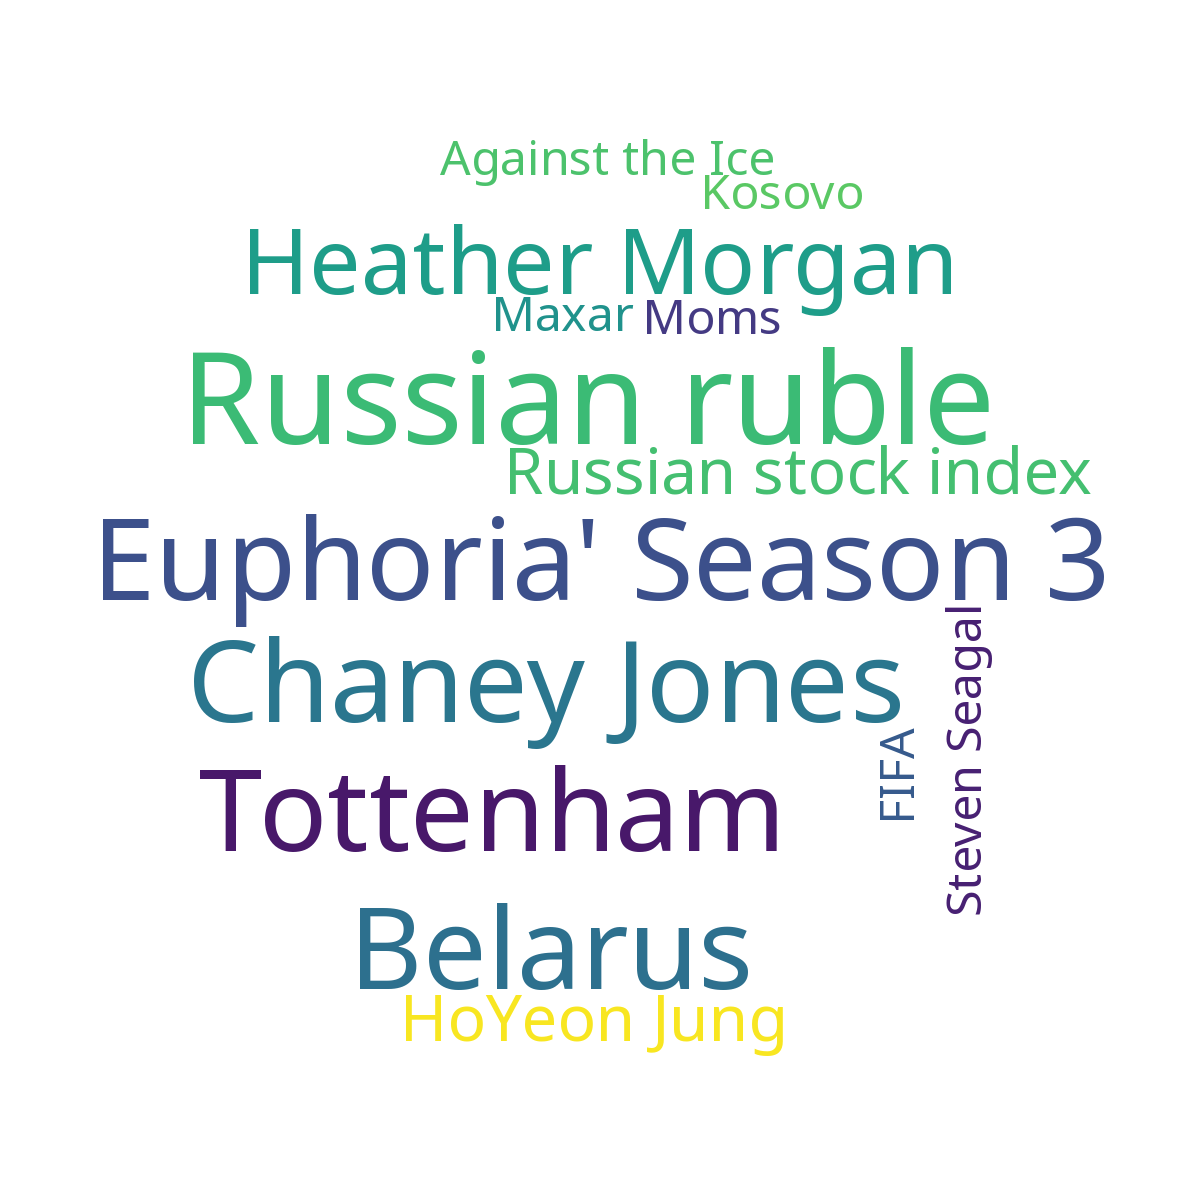 Against the Ice
Kosovo
Heather Morgan
Maxar
Moms
Russian ruble
Russian stock index
Euphoria' Season 3
Chaney Jones
Steven Seagal
FIFA
Tottenham
Belarus
HoYeon Jung